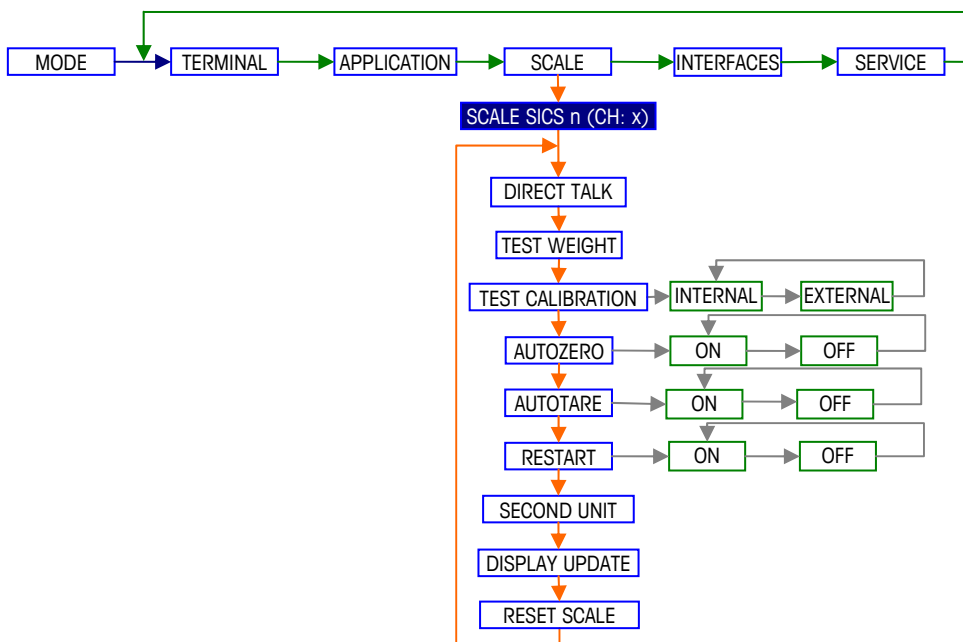 MODE TERMINAL APPLICATION SCALE INTERFACES SERVICE
SCALE SICS n (CH: x)
DIRECT TALK
TEST WEIGHT
TEST CALIBRATION INTERNAL EXTERNAL
AUTOZERO ON OFF
AUTOTARE ON OFF
RESTART ON OFF
SECOND UNIT
DISPLAY UPDATE
RESET SCALE